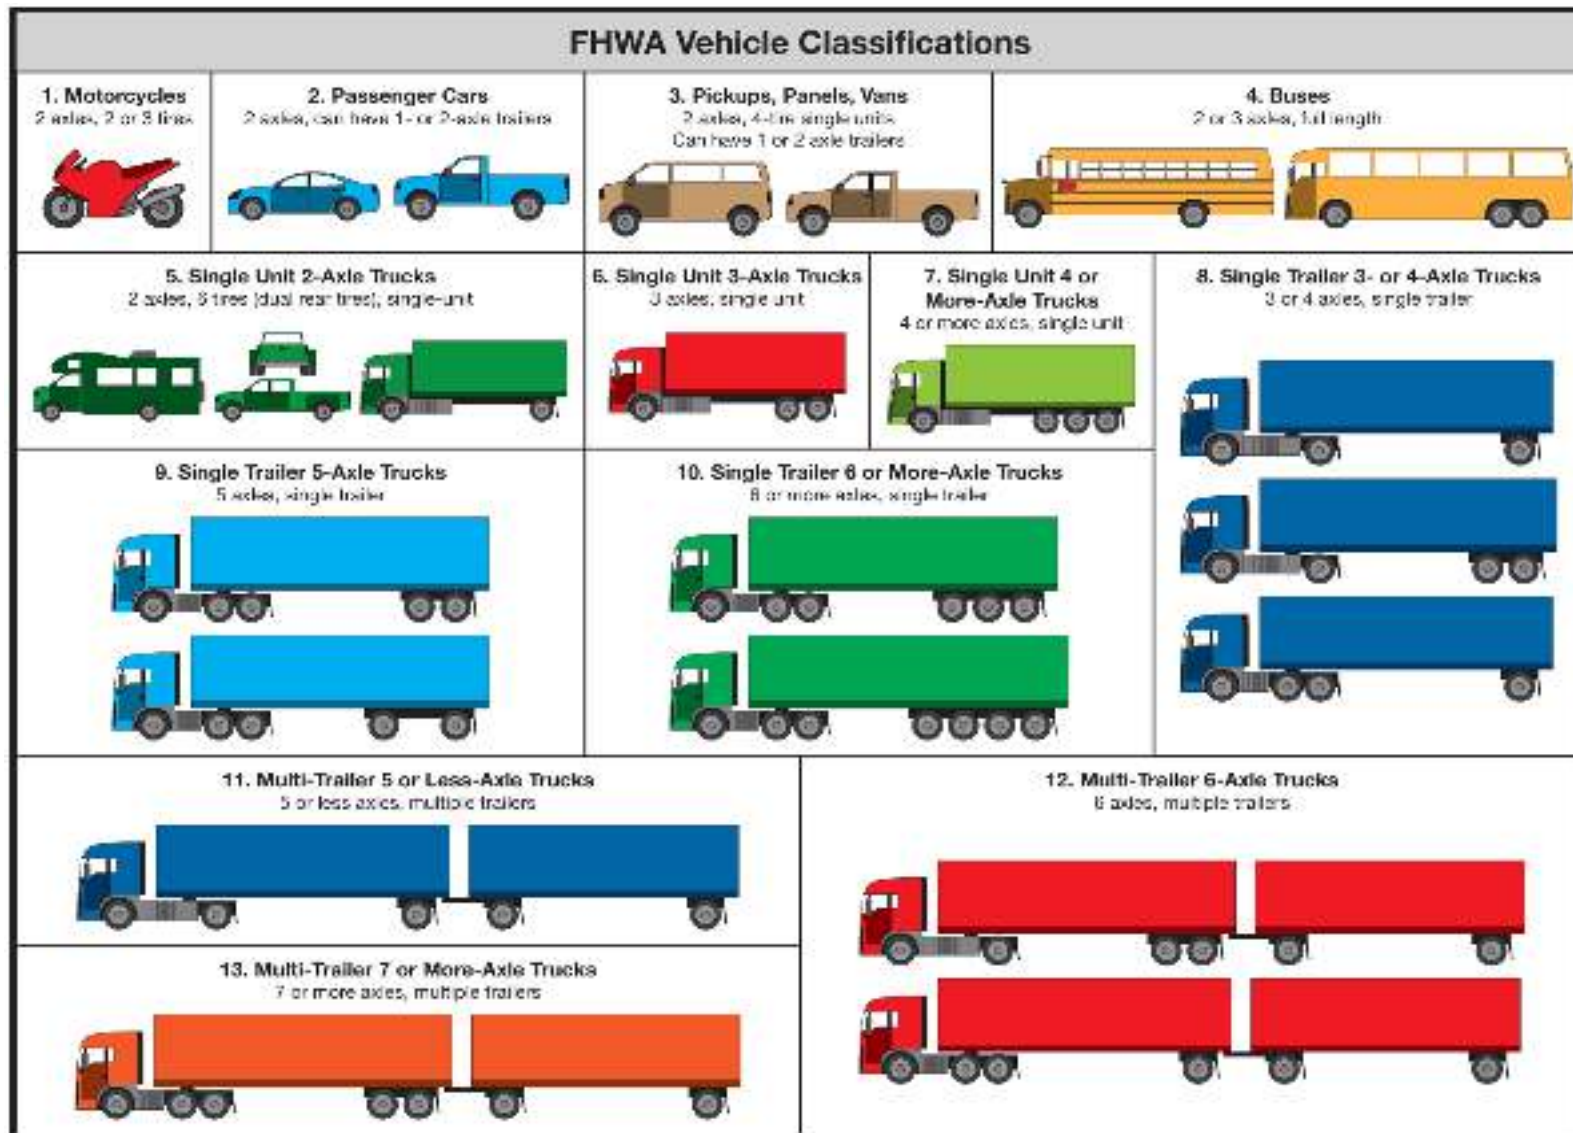 FHWA Vehicle Classifications
1. Motorcycles
2 axles, 2 or 3 tires
2. Passenger Cars
2 axles, can have 1- or 2-axle trailers
3. Pickups, Panels, Vans
2 axles, 4-tire single units
Can have 1 or 2 axle trailers
4. Buses
2 or 3 axles, full length
5. Single Unit 2-Axle Trucks
2 axles, 6 tires (dual rear tires), single-unit
6. Single Unit 3-Axle Trucks
3 axles, single unit
7. Single Unit 4 or
More-Axle Trucks
4 or more axles, single unit
8. Single Trailer 3- or 4-Axle Trucks
3 or 4 axles, single trailer
9. Single Trailer 5-Axle Trucks
5 axles, single trailer
10. Single Trailer 6 or More-Axle Trucks
6 or more axles, single trailer
11. Multi-Trailer 5 or Less-Axle Trucks
5 or less axles, multiple trailers
12. Multi-Trailer 6-Axle Trucks
6 axles, multiple trailers
13. Multi-Trailer 7 or More-Axle Trucks
7 or more axles, multiple trailers